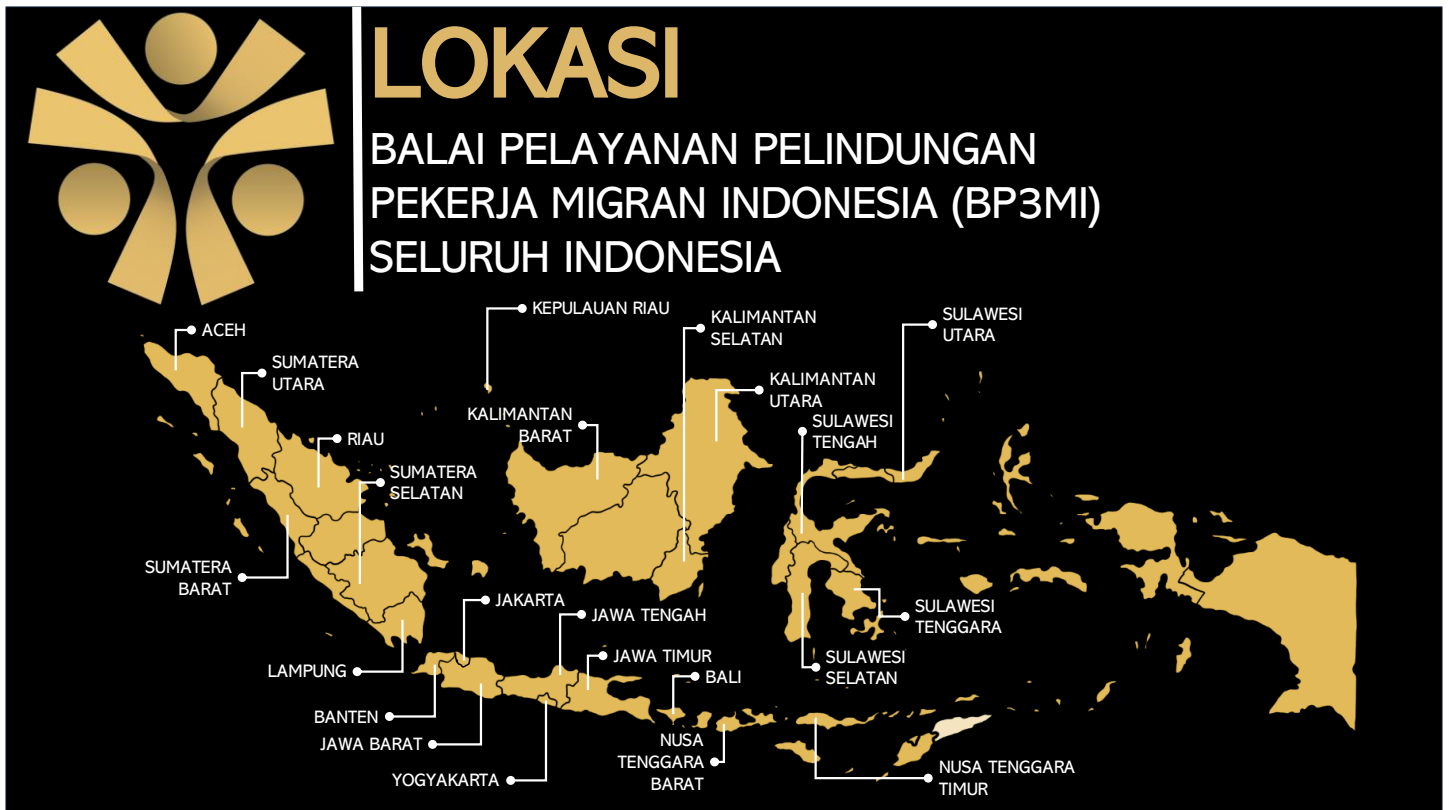 LOKASI
BALAI PELAYANAN PELINDUNGAN
PEKERJA MIGRAN INDONESIA (BP3MI)
SELURUH INDONESIA
KEPULAUAN RIAU
KALIMANTAN
SELATAN
SULAWESI
UTARA
ACEH
SUMATERA
UTARA
KALIMANTAN
UTARA
KALIMANTAN
BARAT
SULAWESI
TENGAH
RIAU
SUMATERA
SELATAN
SUMATERA
BARAT
JAKARTA
JAWA TENGAH
SULAWESI
TENGGARA
JAWA TIMUR
SULAWESI
SELATAN
LAMPUNG
BALI
BANTEN
JAWA BARAT
NUSA
TENGGARA
BARAT
YOGYAKARTA
NUSA TENGGARA
TIMUR